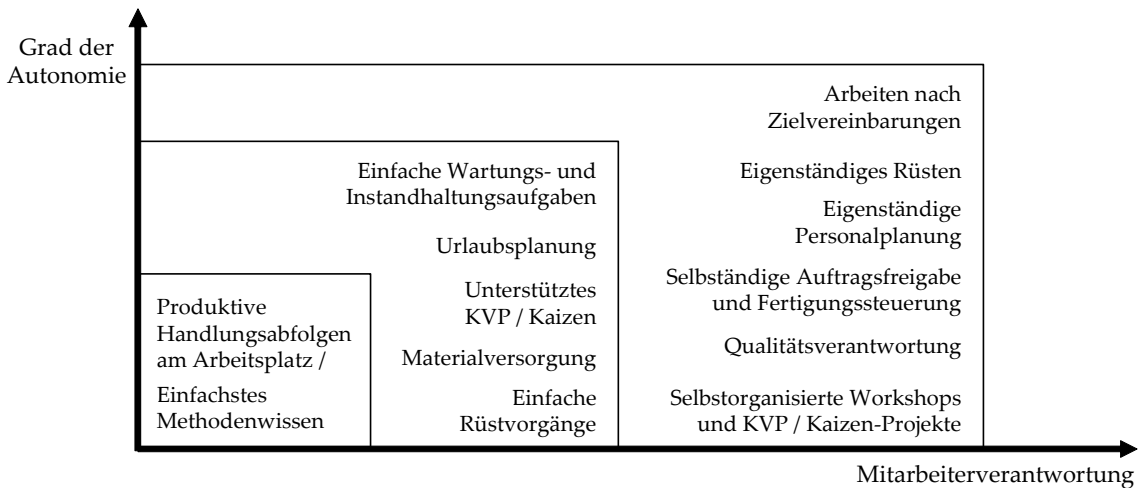 Grad der
Autonomie
Produktive
Handlungsabfolgen
am Arbeitsplatz /
Einfachstes
Methodenwissen
Einfache Wartungs- und
Instandhaltungsaufgaben
Urlaubsplanung
Unterstütztes
KVP / Kaizen
Materialversorgung
Einfache
Rüstvorgänge
Arbeiten nach
Zielvereinbarungen
Eigenständiges Rüsten
Eigenständige
Personalplanung
Selbständige Auftragsfreigabe
und Fertigungssteuerung
Qualitätsverantwortung
Selbstorganisierte Workshops
und KVP / Kaizen-Projekte
Mitarbeiterverantwortung